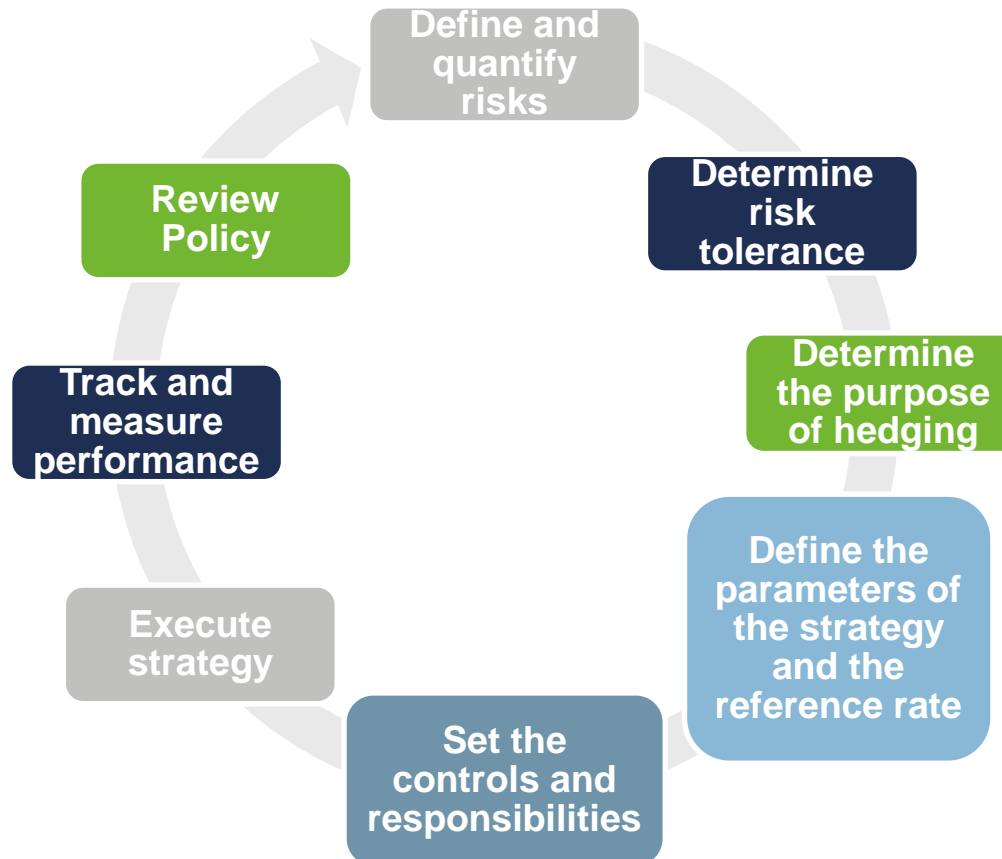 Define and
quantify
risks
Determine
risk
tolerance
Determine
the purpose
of hedging
Define the
parameters of
the strategy
and the
reference rate
Set the
controls and
responsibilities
Execute
strategy
Track and
measure
performance
Review
Policy